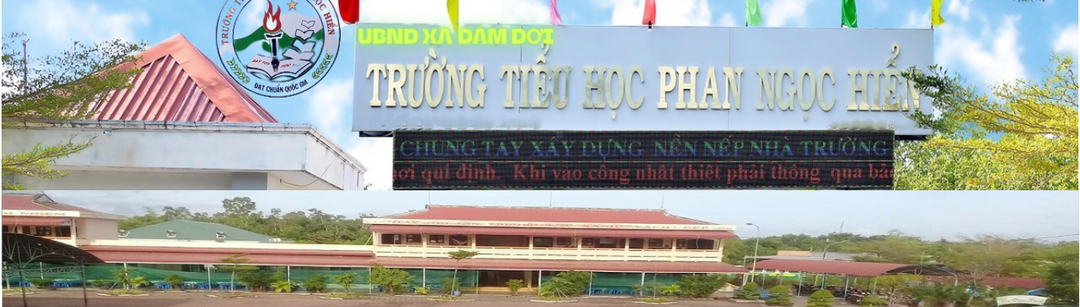 TRƯỜNG TIỂU HỌC PHAN NGỌC HIỂN
ĐẠT CHUẨN QUỐC GIA
UBND XÃ ĐẦM DƠI
TRƯỜNG TIỂU HỌC PHAN NGỌC HIỂN
CHUNG TAY XÂY DỰNG NỀN NẾP NHÀ TRƯỜNG
nơi qui định. Khi vào cổng nhất thiết phải thông qua bảo